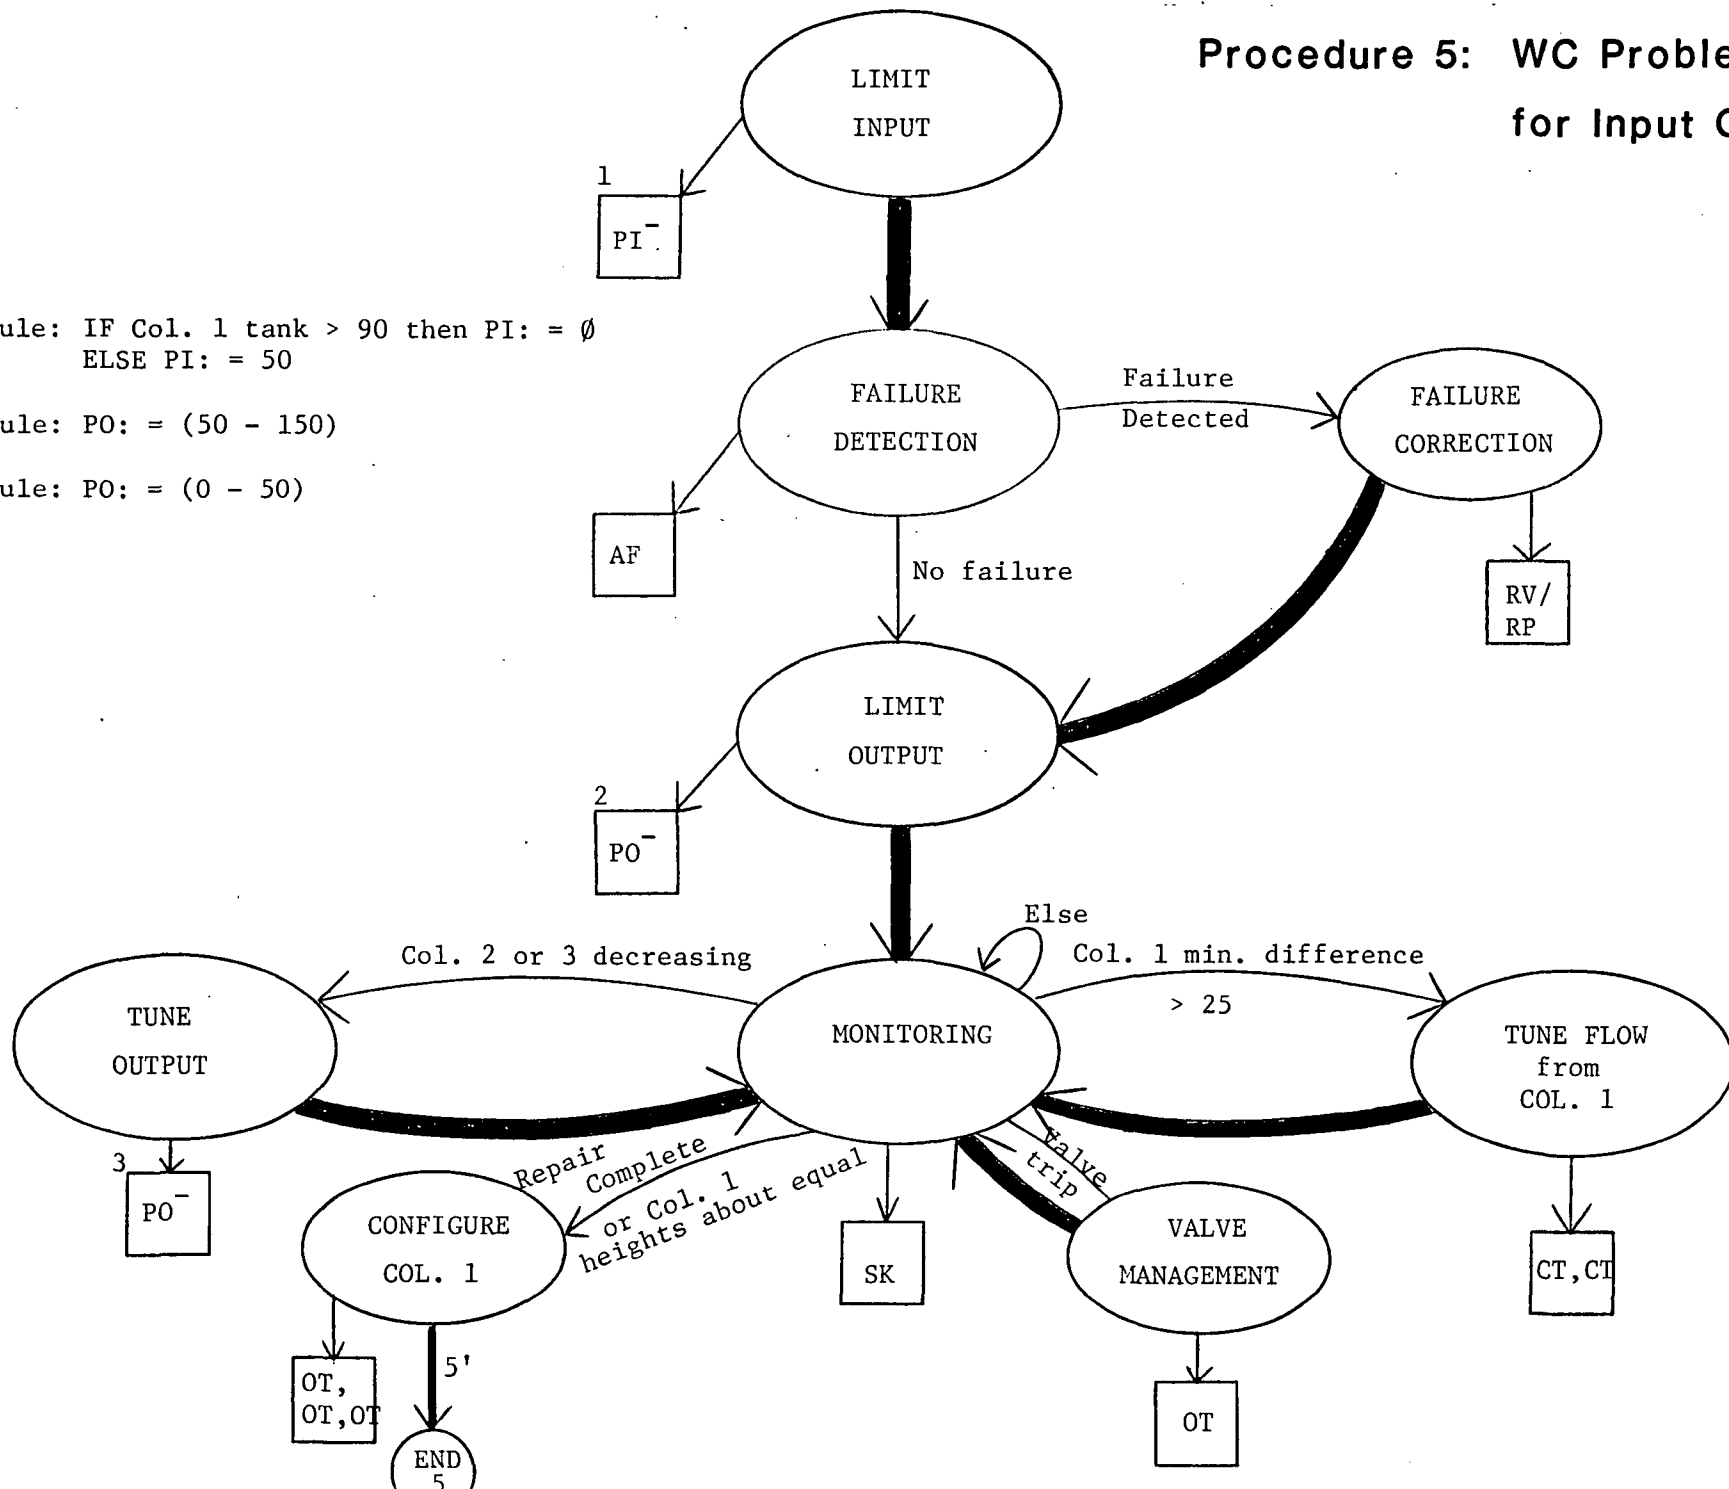 Procedure 5: WC Proble
for Input
LIMIT
INPUT
1
PI⁻
ule: IF Col. 1 tank > 90 then PI: = ∅
ELSE PI: = 50
ule: PO: = (50 - 150)
ule: PO: = (0 - 50)
FAILURE
DETECTION
Failure
Detected
FAILURE
CORRECTION
AF
No failure
RV/
RP
LIMIT
OUTPUT
2
PO⁻
Else
Col. 2 or 3 decreasing
Col. 1 min. difference
> 25
TUNE
OUTPUT
MONITORING
TUNE FLOW
from
COL. 1
3
PO⁻
Repair
Complete
or Col. 1
heights about equal
Valve
trip
CONFIGURE
COL. 1
SK
VALVE
MANAGEMENT
CT,CT
OT,
OT,OT
5'
OT
END
5